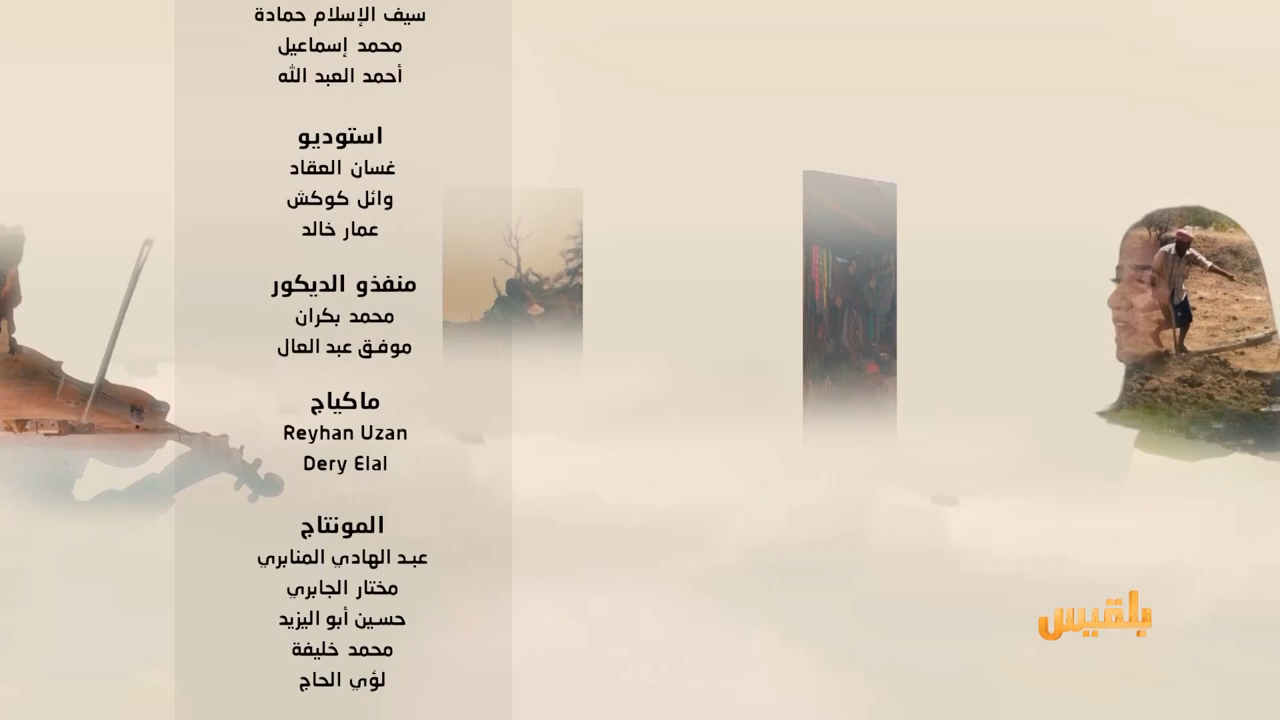 سيف الإسلام حمادة
محمد إسماعيل
أحمد العبد الله
استوديو
غسان العقاد
وائل كوكش
عمار خالد
منفذو الديكور
محمد بكران
موفق عبد العال
ماكياج
Reyhan Uzan
Dery Elal
المونتاج
عبد الهادي المنابري
مختار الجابري
حسين أبو اليزيد
محمد خليفة
لؤي الحاج
بلقيس